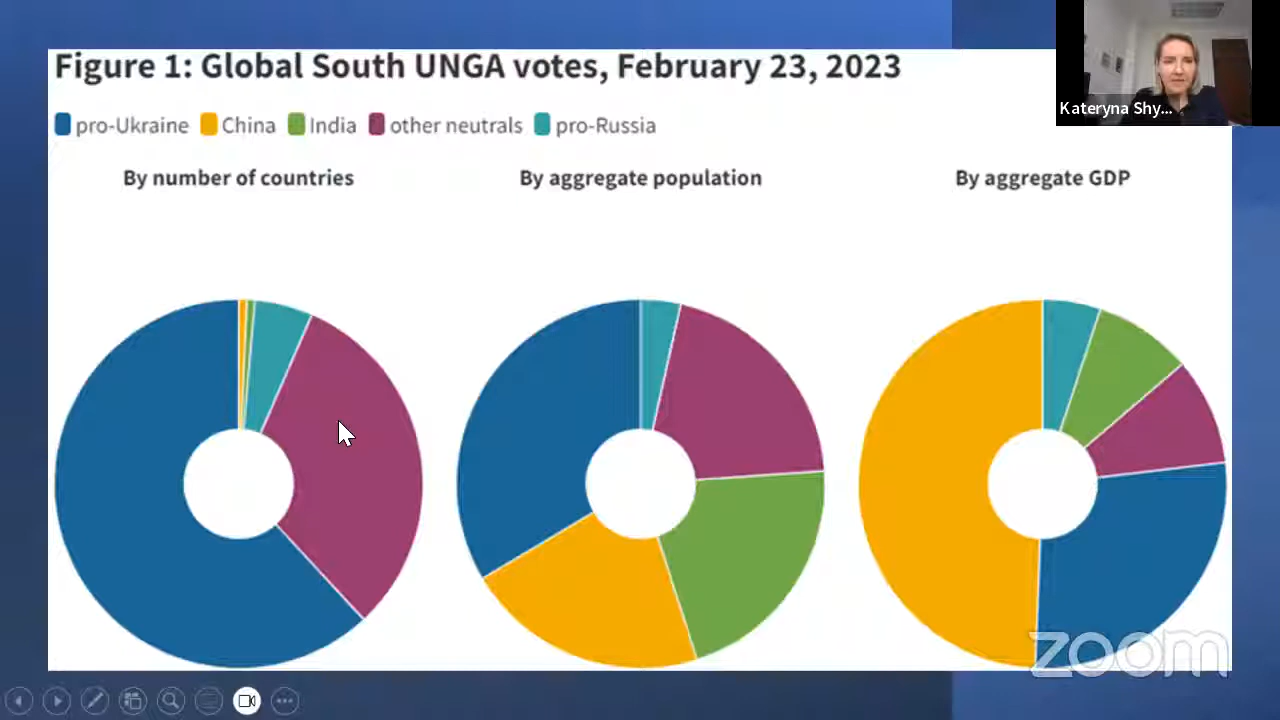 Figure 1: Global South UNGA votes, February 23, 2023
Kateryna Shy...
pro-Ukraine China India other neutrals pro-Russia
By number of countries By aggregate population By aggregate GDP
zoom